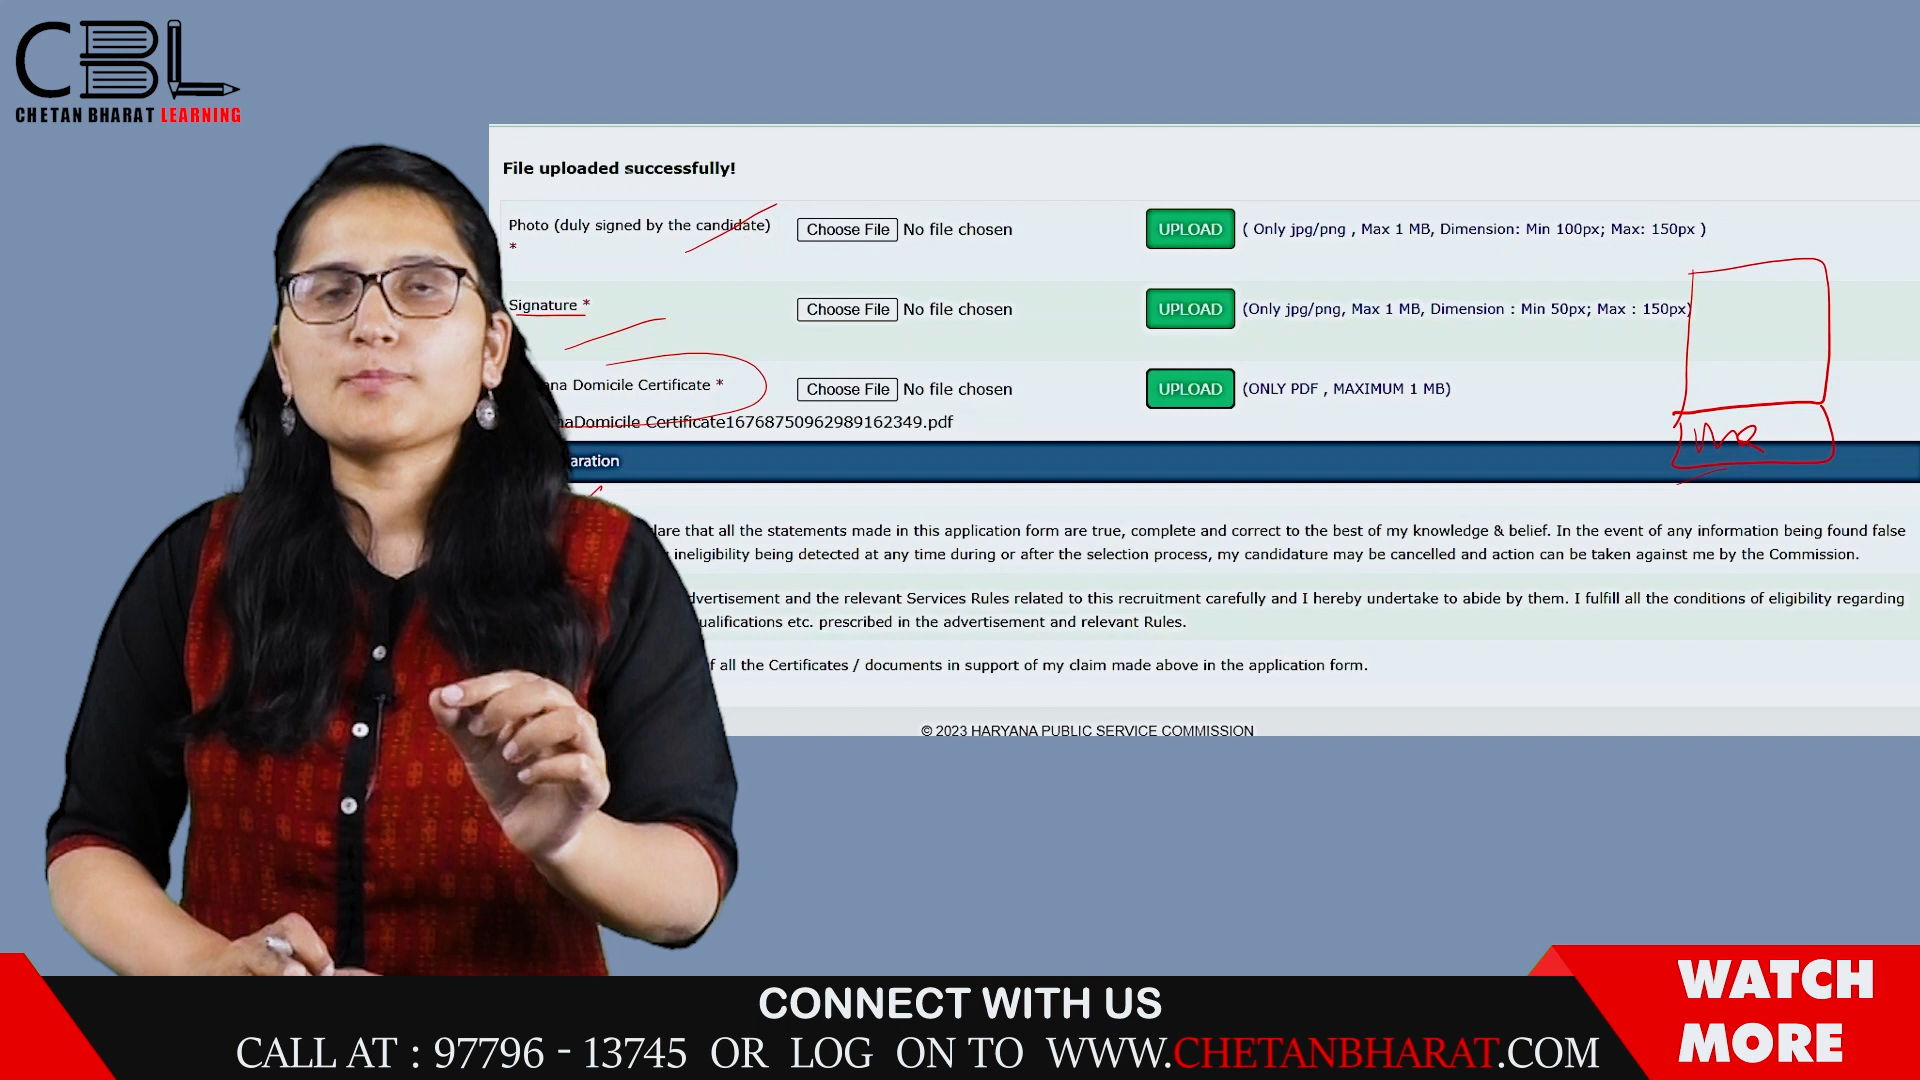 CBL
CHETAN BHARAT LEARNING
File uploaded successfully!
Photo (duly signed by the candidate) *
Choose File No file chosen
UPLOAD
( Only jpg/png , Max 1 MB, Dimension: Min 100px; Max: 150px )
Signature *
Choose File No file chosen
UPLOAD
(Only jpg/png, Max 1 MB, Dimension : Min 50px; Max : 150px)
ana Domicile Certificate *
Choose File No file chosen
UPLOAD
(ONLY PDF , MAXIMUM 1 MB)
naDomicile Certificate16768750962989162349.pdf
aration
lare that all the statements made in this application form are true, complete and correct to the best of my knowledge & belief. In the event of any information being found false
ineligibility being detected at any time during or after the selection process, my candidature may be cancelled and action can be taken against me by the Commission.
dvertisement and the relevant Services Rules related to this recruitment carefully and I hereby undertake to abide by them. I fulfill all the conditions of eligibility regarding
ualifications etc. prescribed in the advertisement and relevant Rules.
f all the Certificates / documents in support of my claim made above in the application form.
© 2023 HARYANA PUBLIC SERVICE COMMISSION
CONNECT WITH US
CALL AT : 97796 - 13745 OR LOG ON TO WWW.CHETANBHARAT.COM
WATCH
MORE